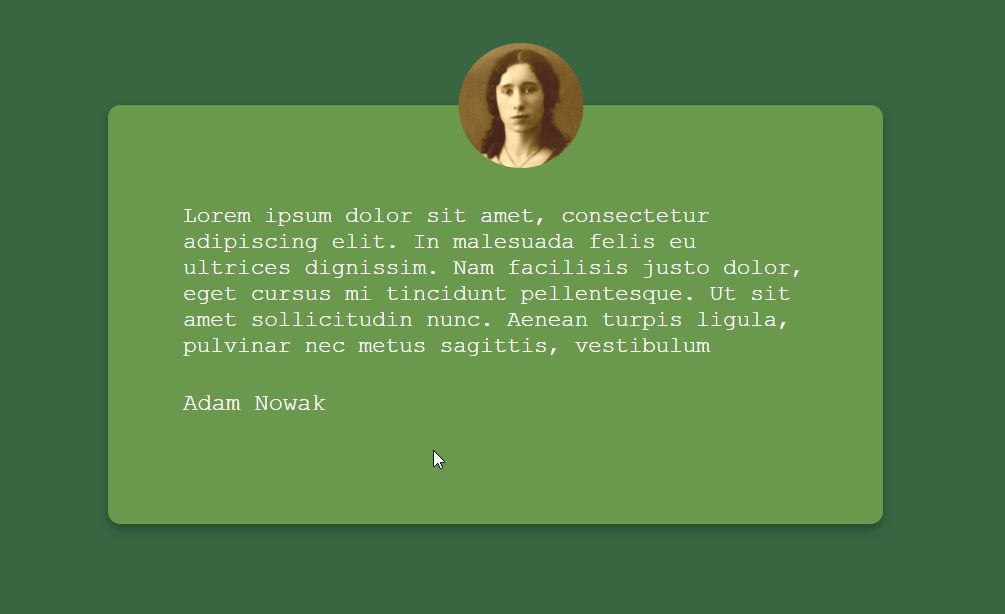 Lorem ipsum dolor sit amet, consectetur
adipiscing elit. In malesuada felis eu
ultrices dignissim. Nam facilisis justo dolor,
eget cursus mi tincidunt pellentesque. Ut sit
amet sollicitudin nunc. Aenean turpis ligula,
pulvinar nec metus sagittis, vestibulum
Adam Nowak